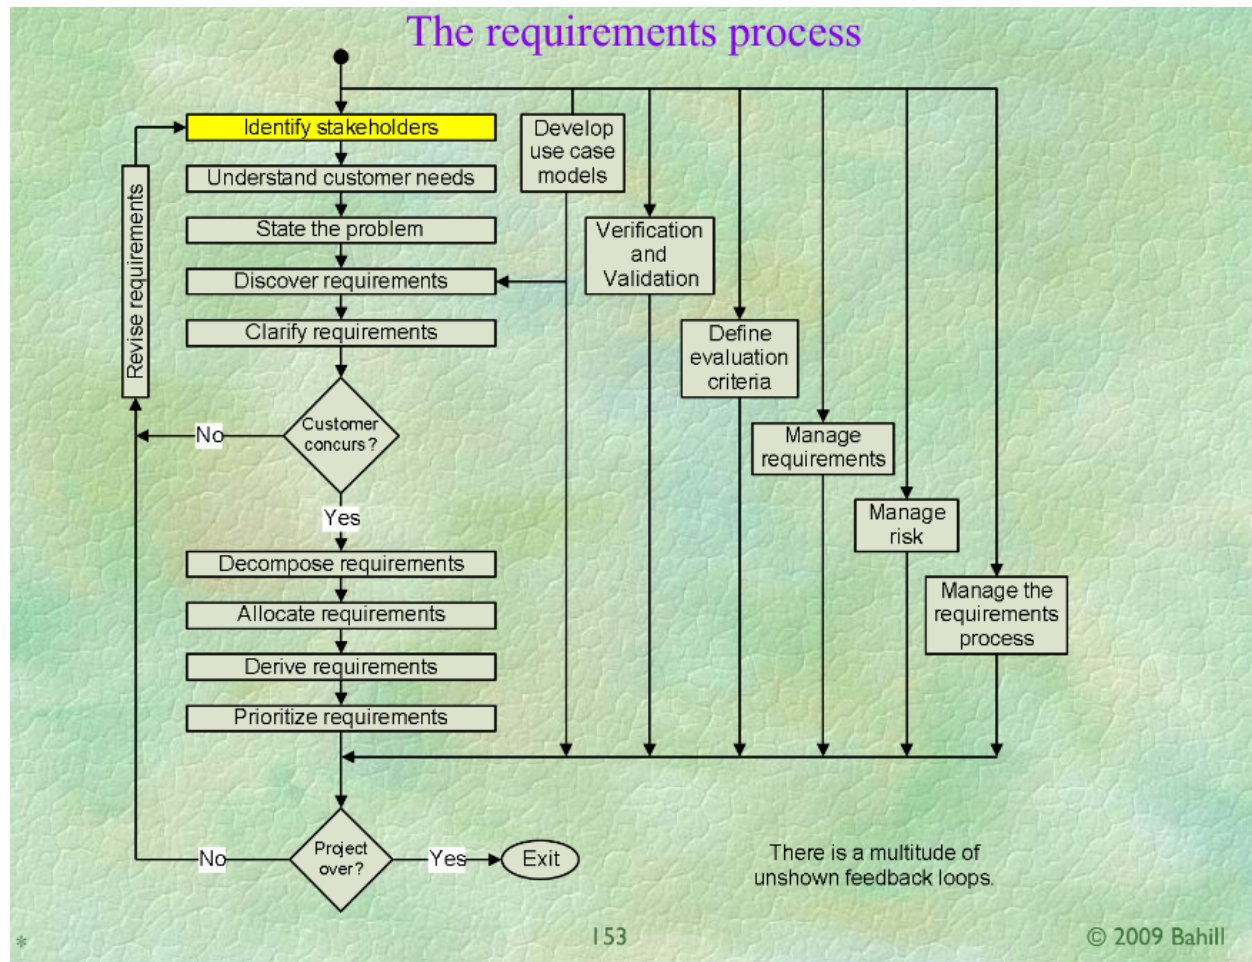 The requirements process
Identify stakeholders
Understand customer needs
State the problem
Discover requirements
Clarify requirements
Revise requirements
Customer
concurs?
No
Yes
Decompose requirements
Allocate requirements
Derive requirements
Prioritize requirements
Project
over?
No
Yes
Exit
Develop
use case
models
Verification
and
Validation
Define
evaluation
criteria
Manage
requirements
Manage
risk
Manage the
requirements
process
There is a multitude of
unshown feedback loops.
*
153
© 2009 Bahill